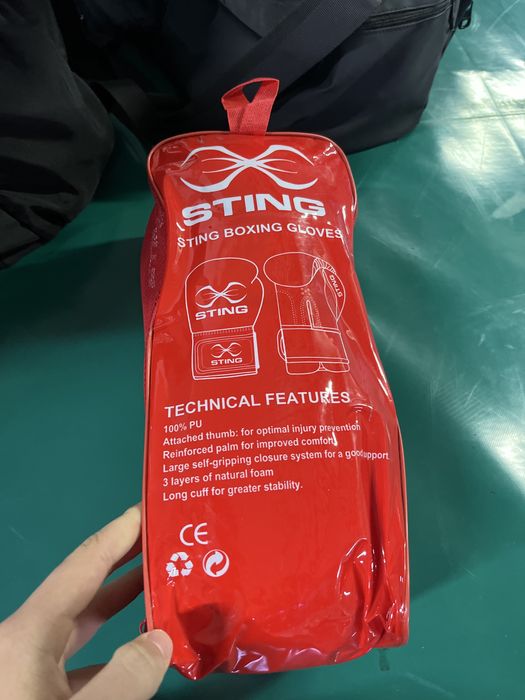 STING
STING BOXING GLOVES
STING
STING
STING
TECHNICAL FEATURES
100% PU
Attached thumb: for optimal injury prevention
Reinforced palm for improved comfort.
Large self-gripping closure system for a good support
3 layers of natural foam
Long cuff for greater stability.
CE